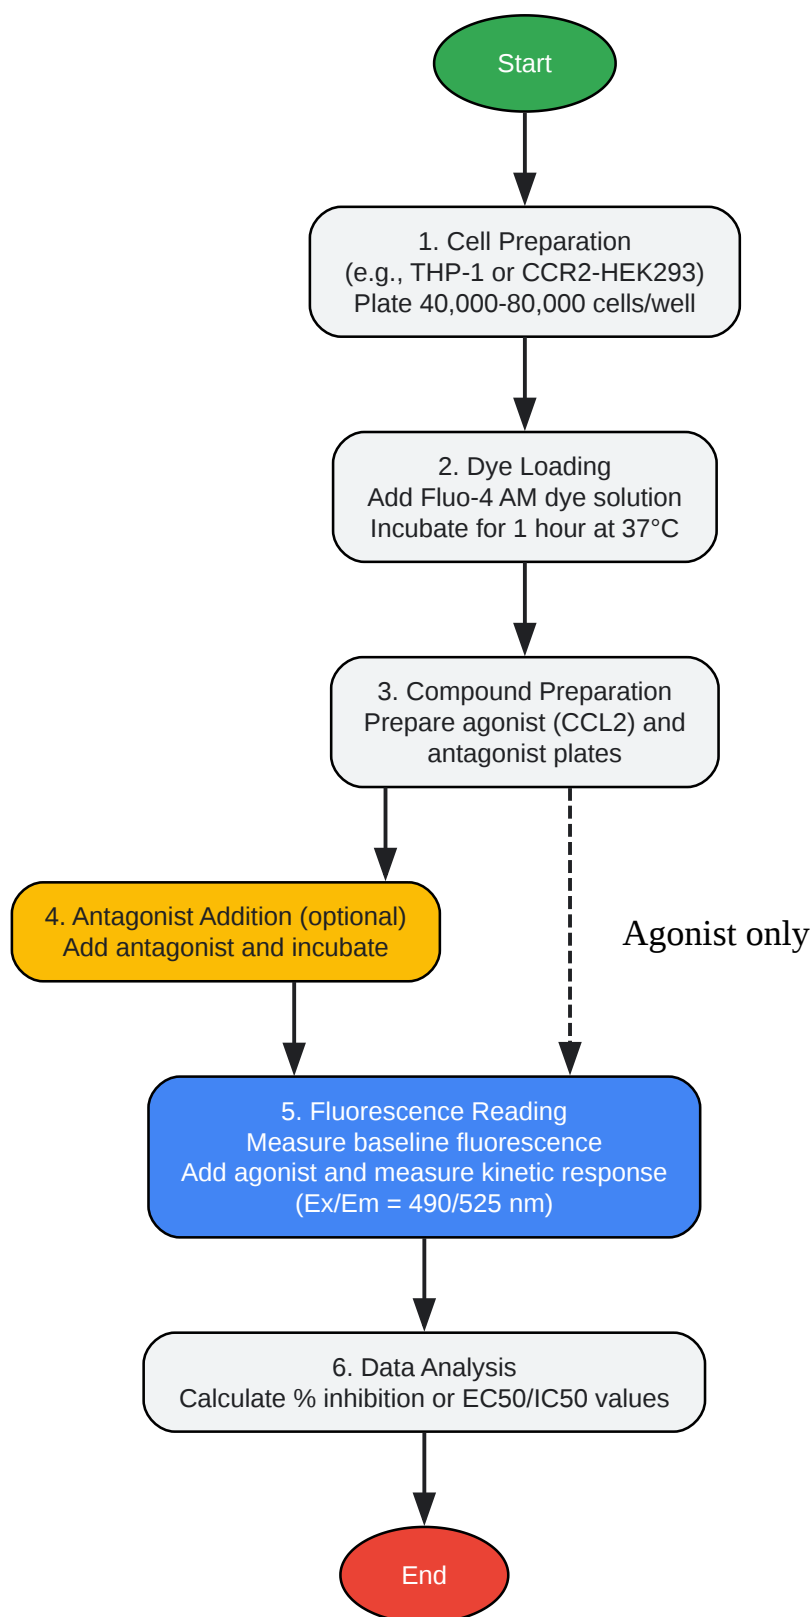 Start
1. Cell Preparation
(e.g., THP-1 or CCR2-HEK293)
Plate 40,000-80,000 cells/well
2. Dye Loading
Add Fluo-4 AM dye solution
Incubate for 1 hour at 37°C
3. Compound Preparation
Prepare agonist (CCL2) and
antagonist plates
4. Antagonist Addition (optional)
Add antagonist and incubate
Agonist only
5. Fluorescence Reading
Measure baseline fluorescence
Add agonist and measure kinetic response
(Ex/Em = 490/525 nm)
6. Data Analysis
Calculate % inhibition or EC50/IC50 values
End